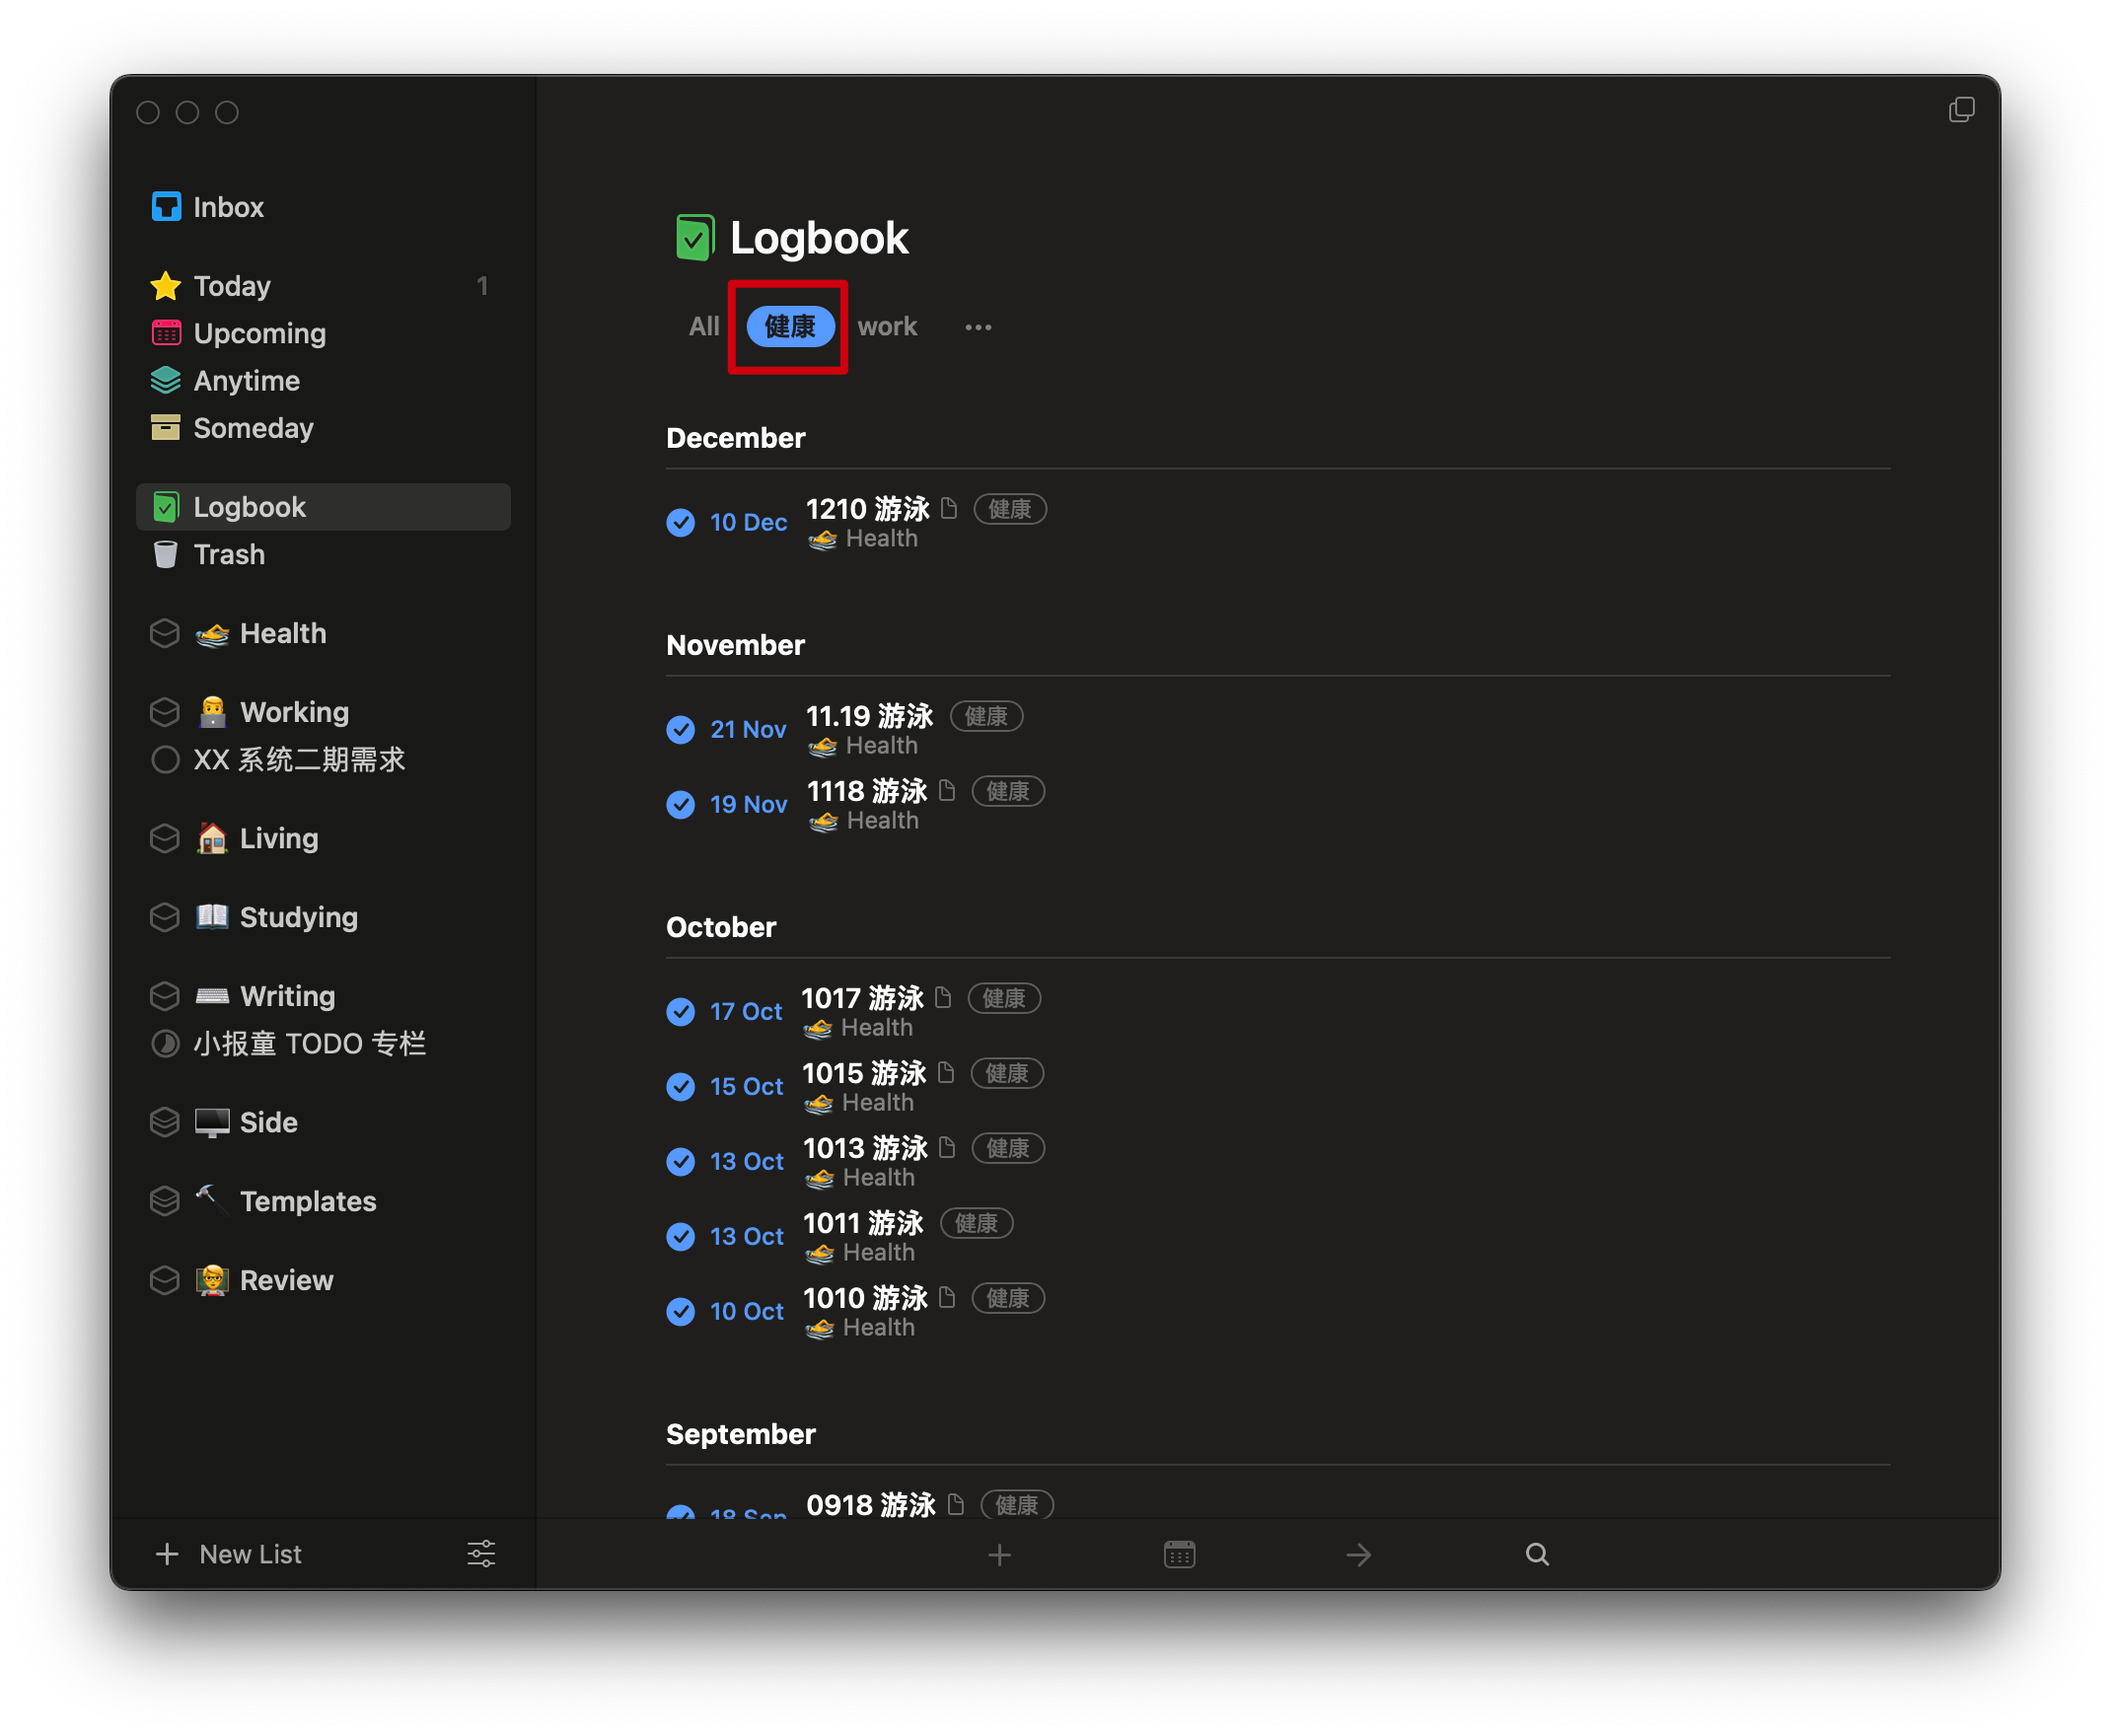 Inbox
Today 1
Upcoming
Anytime
Someday
Logbook
Trash
Health
Working
XX 系统二期需求
Living
Studying
Writing
小报童 TODO 专栏
Side
Templates
Review
New List
Logbook
All 健康 work
December
10 Dec 1210 游泳 健康
Health
November
21 Nov 11.19 游泳 健康
Health
19 Nov 1118 游泳 健康
Health
October
17 Oct 1017 游泳 健康
Health
15 Oct 1015 游泳 健康
Health
13 Oct 1013 游泳 健康
Health
13 Oct 1011 游泳 健康
Health
10 Oct 1010 游泳 健康
Health
September
18 Sep 0918 游泳 健康